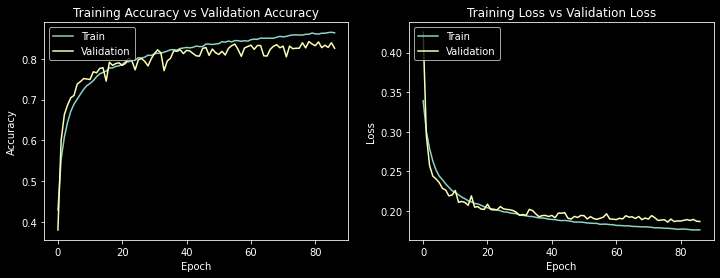 Training Accuracy vs Validation Accuracy
Train
Validation
0.8
0.7
0.6
0.5
0.4
Accuracy
0
20
40
60
80
Epoch
Training Loss vs Validation Loss
Train
Validation
0.40
0.35
0.30
0.25
0.20
Loss
0
20
40
60
80
Epoch